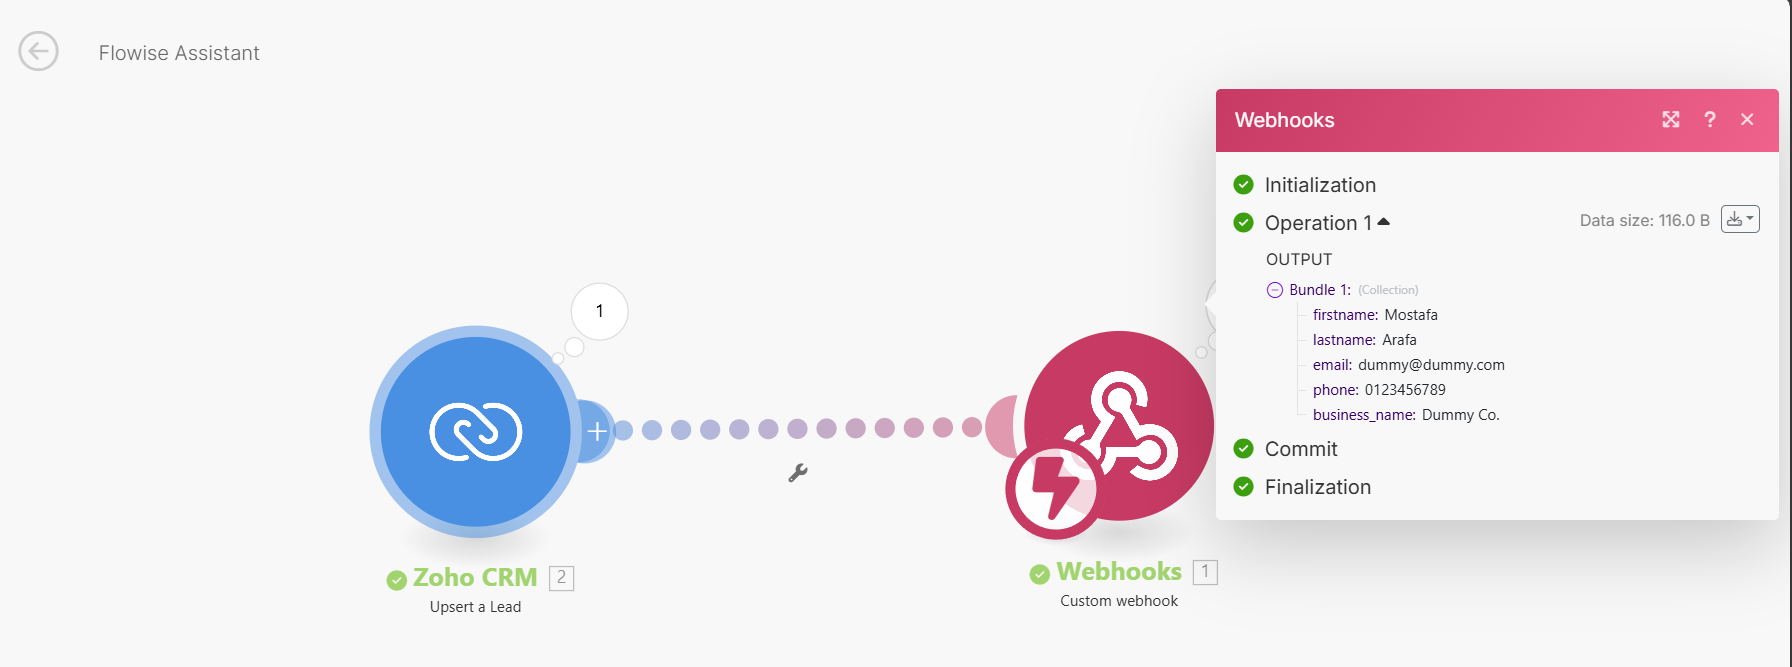 Flowise Assistant
1
Zoho CRM 2
Upsert a Lead
Webhooks 1
Custom webhook
Webhooks ?
Initialization
Operation 1 Data size: 116.0 B
OUTPUT
Bundle 1: (Collection)
firstname: Mostafa
lastname: Arafa
email: dummy@dummy.com
phone: 0123456789
business_name: Dummy Co.
Commit
Finalization